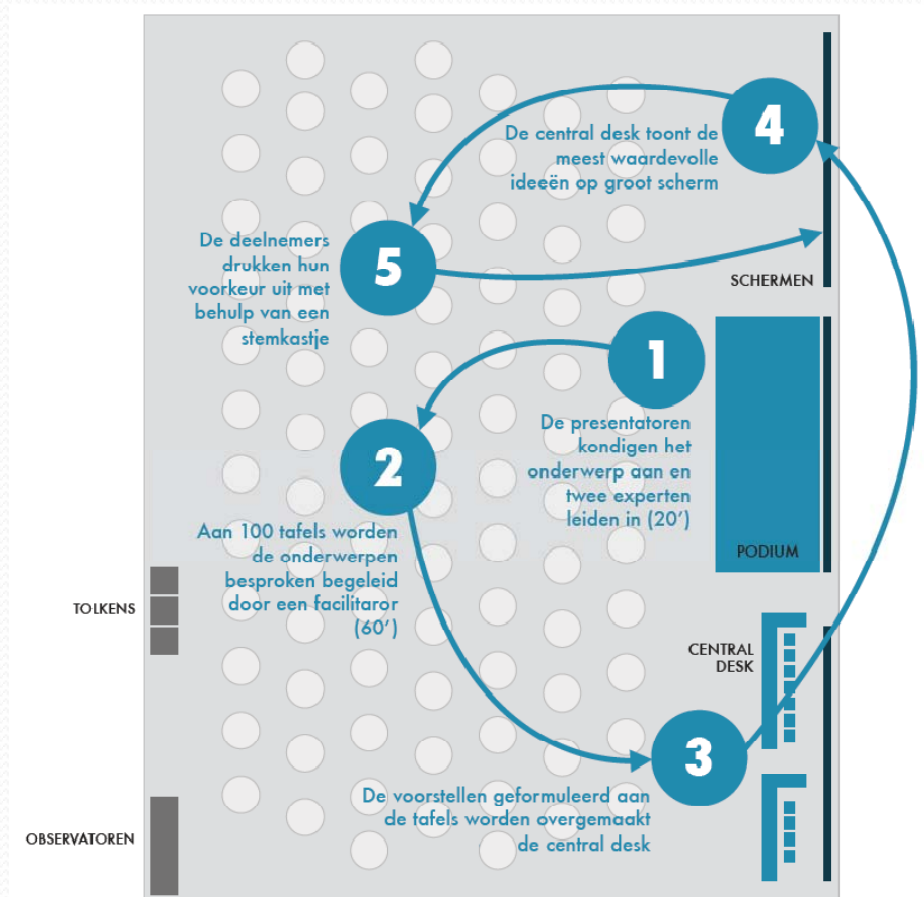 4
De central desk toont de
meest waardevolle
ideeën op groot scherm
5
De deelnemers
drukken hun
voorkeur uit met
behulp van een
stemkastje
SCHERMEN
1
De presentatoren
kondigen het
onderwerp aan en
twee experten
leiden in (20’)
PODIUM
2
Aan 100 tafels worden
de onderwerpen
besproken begeleid
door een facilitaror
(60’)
TOLKENS
CENTRAL
DESK
3
De voorstellen geformuleerd aan
de tafels worden overgemaakt
de central desk
OBSERVATOREN